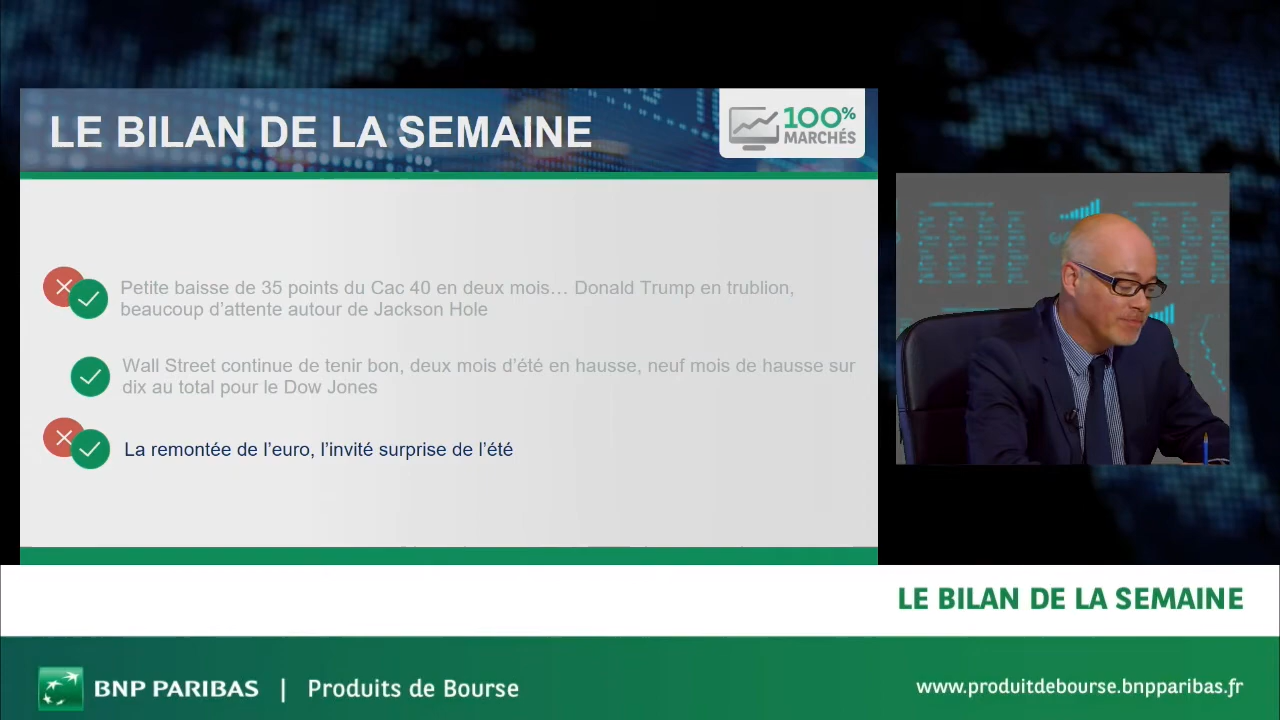 LE BILAN DE LA SEMAINE
100%
MARCHÉS
Petite baisse de 35 points du Cac 40 en deux mois… Donald Trump en trublion,
beaucoup d’attente autour de Jackson Hole
Wall Street continue de tenir bon, deux mois d’été en hausse, neuf mois de hausse sur
dix au total pour le Dow Jones
La remontée de l’euro, l’invité surprise de l’été
LE BILAN DE LA SEMAINE
BNP PARIBAS | Produits de Bourse
www.produitdebourse.bnpparibas.fr